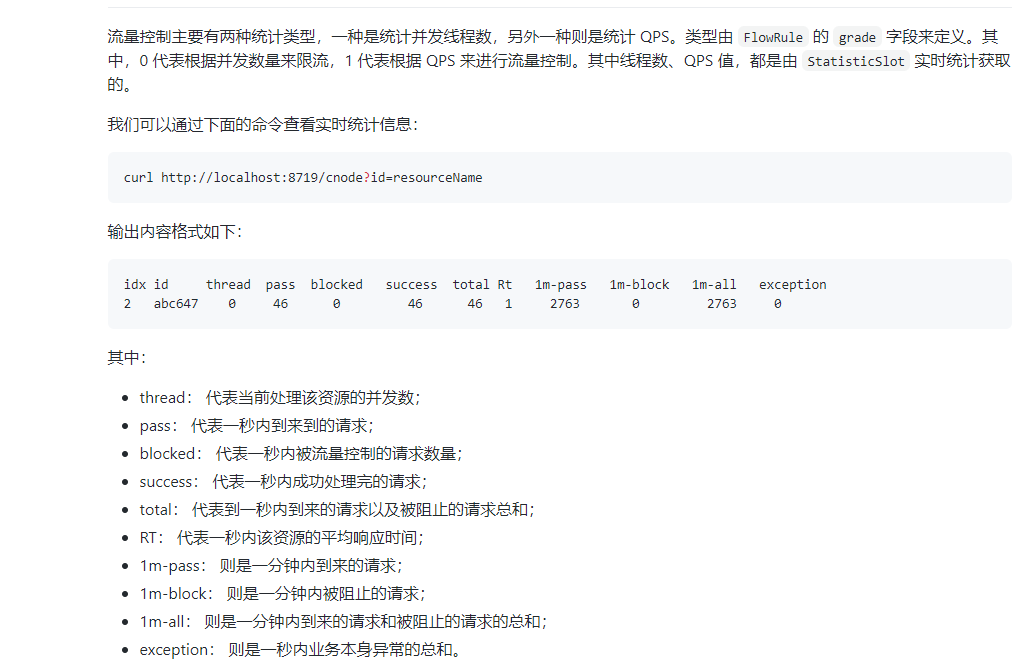 流量控制主要有两种统计类型，一种是统计并发线程数，另外一种则是统计 QPS。类型由 FlowRule 的 grade 字段来定义。其
中，0 代表根据并发数量来限流，1 代表根据 QPS 来进行流量控制。其中线程数、QPS 值，都是由 StatisticSlot 实时统计获取
的。
我们可以通过下面的命令查看实时统计信息：
curl http://localhost:8719/cnode?id=resourceName
输出内容格式如下：
idx id     thread  pass  blocked   success  total Rt   1m-pass   1m-block   1m-all   exception
2   abc647    0     46     0         46      46   1     2763       0         2763     0
其中：
• thread： 代表当前处理该资源的并发数；
• pass： 代表一秒内到来到的请求；
• blocked： 代表一秒内被流量控制的请求数量；
• success： 代表一秒内成功处理完的请求；
• total： 代表到一秒内到来的请求以及被阻止的请求总和；
• RT： 代表一秒内该资源的平均响应时间；
• 1m-pass： 则是一分钟内到来的请求；
• 1m-block： 则是一分钟内被阻止的请求；
• 1m-all： 则是一分钟内到来的请求和被阻止的请求的总和；
• exception： 则是一秒内业务本身异常的总和。